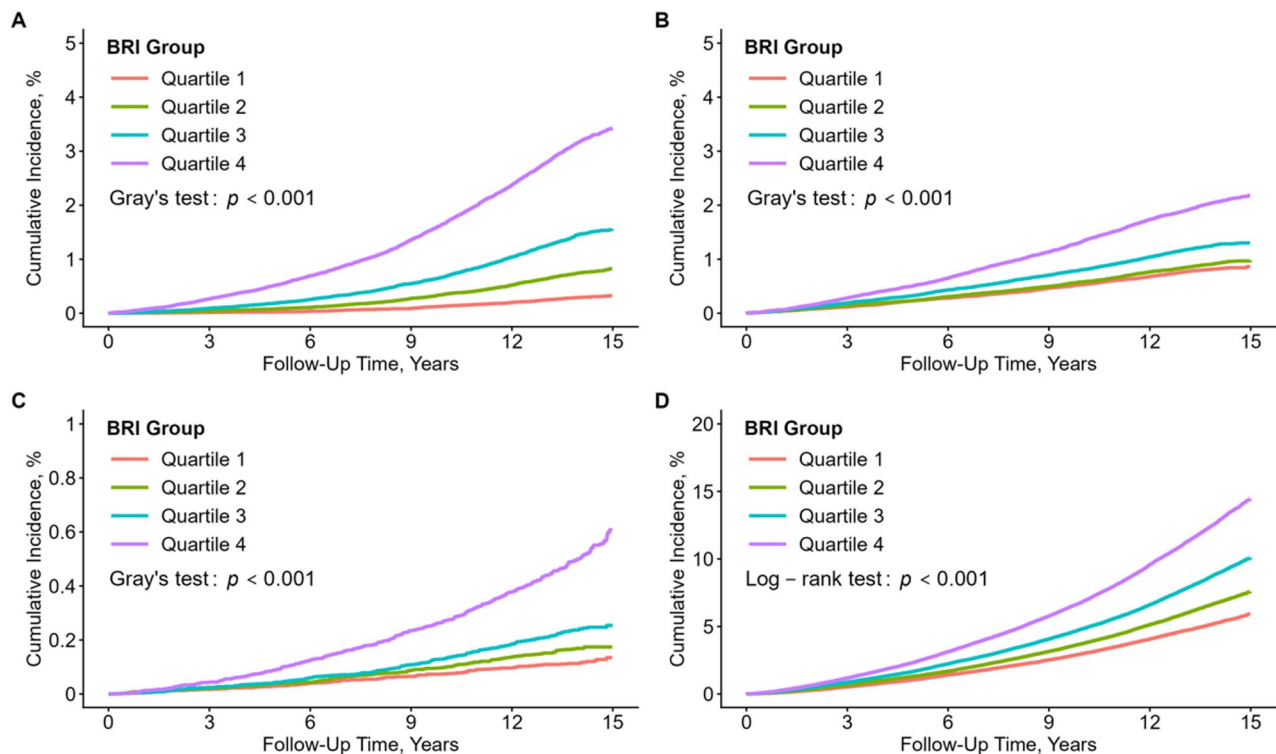 A
Cumulative Incidence, %
5
4
3
2
1
0
BRI Group
Quartile 1
Quartile 2
Quartile 3
Quartile 4
Gray's test: p < 0.001
0 3 6 9 12 15
Follow-Up Time, Years
B
Cumulative Incidence, %
5
4
3
2
1
0
BRI Group
Quartile 1
Quartile 2
Quartile 3
Quartile 4
Gray's test: p < 0.001
0 3 6 9 12 15
Follow-Up Time, Years
C
Cumulative Incidence, %
1
0.8
0.6
0.4
0.2
0
BRI Group
Quartile 1
Quartile 2
Quartile 3
Quartile 4
Gray's test: p < 0.001
0 3 6 9 12 15
Follow-Up Time, Years
D
Cumulative Incidence, %
20
15
10
5
0
BRI Group
Quartile 1
Quartile 2
Quartile 3
Quartile 4
Log – rank test: p < 0.001
0 3 6 9 12 15
Follow-Up Time, Years